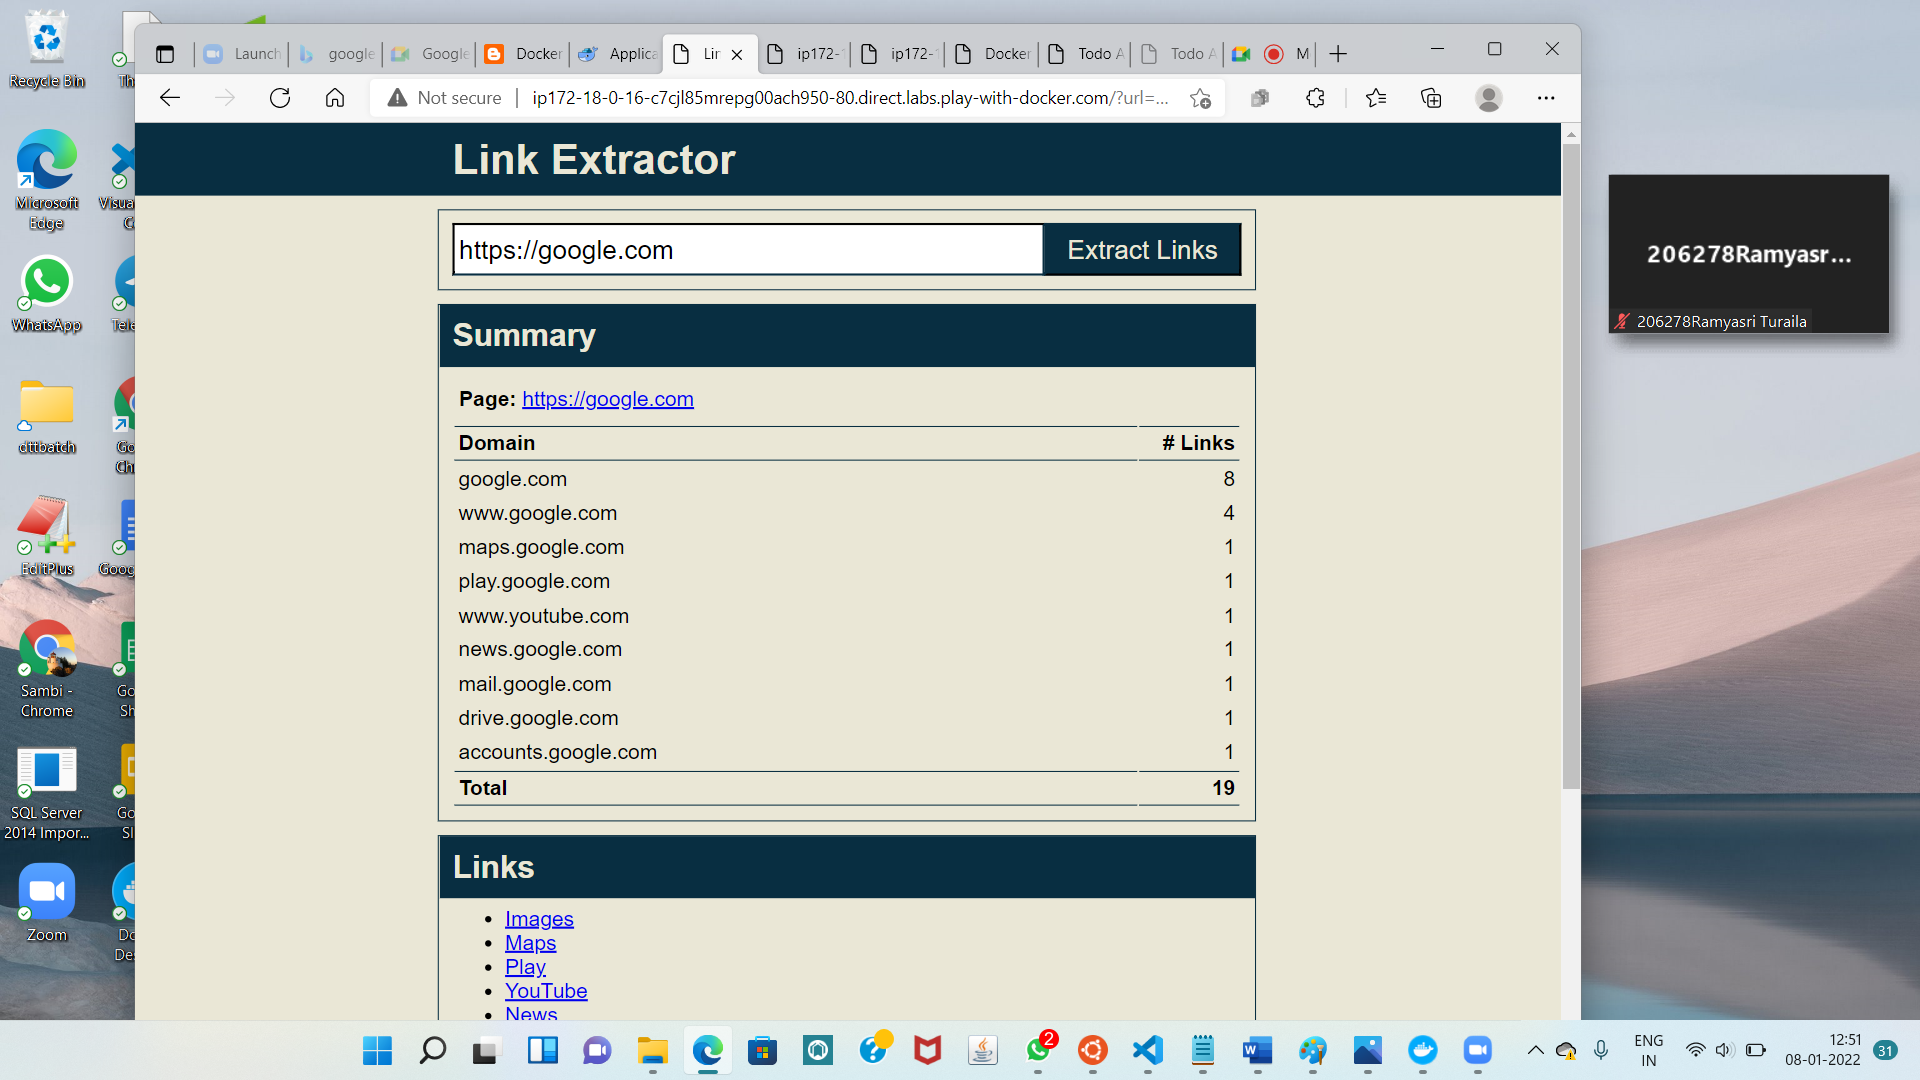 Launch
google
Google
Docker
Applica
Lin
ip172-1
ip172-1
Docker
Todo A
Todo A
M
Not secure
ip172-18-0-16-c7cjl85mrepg00ach950-80.direct.labs.play-with-docker.com/?url=...
Link Extractor
https://google.com
Extract Links
Summary
Page: https://google.com
Domain # Links
google.com 8
www.google.com 4
maps.google.com 1
play.google.com 1
www.youtube.com 1
news.google.com 1
mail.google.com 1
drive.google.com 1
accounts.google.com 1
Total 19
Links
Images
Maps
Play
YouTube
News
Recycle Bin
Th
Microsoft
Edge
Visua
Co
WhatsApp
Tele
dttbatch
Go
Ch
EditPlus
Goog
Sambi -
Chrome
Go
Sh
SQL Server
2014 Impor...
Go
Sl
Zoom
Do
Des
206278Ramyasr...
206278Ramyasri Turaila
2
ENG
IN
12:51
08-01-2022
31